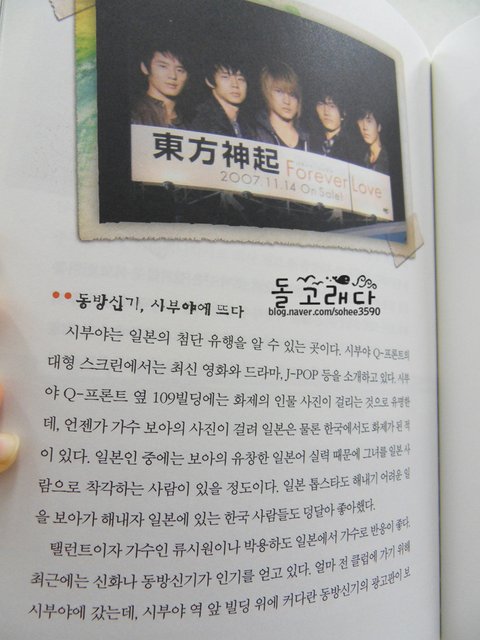 東方神起 Forever Love
2007.11.14 On Sale!
돌고래다
blog.naver.com/sohee3590
동방신기, 시부야에 뜨다
시부야는 일본의 첨단 유행을 알 수 있는 곳이다. 시부야 Q-프론트의
대형 스크린에서는 최신 영화와 드라마, J-POP 등을 소개하고 있다. 시부
야 Q-프론트 옆 109빌딩에는 화제의 인물 사진이 걸리는 것으로 유명한
데, 언젠가 가수 보아의 사진이 걸려 일본은 물론 한국에서도 화제가 된 적
이 있다. 일본인 중에는 보아의 유창한 일본어 실력 때문에 그녀를 일본 사
람으로 착각하는 사람이 있을 정도이다. 일본 톱스타도 해내기 어려운 일
을 보아가 해내자 일본에 있는 한국 사람들도 덩달아 좋아했다.
탤런트이자 가수인 류시원이나 박용하도 일본에서 가수로 반응이 좋다.
최근에는 신화나 동방신기가 인기를 얻고 있다. 얼마 전 클럽에 가기 위해
시부야에 갔는데, 시부야 역 앞 빌딩 위에 커다란 동방신기의 광고판이 보